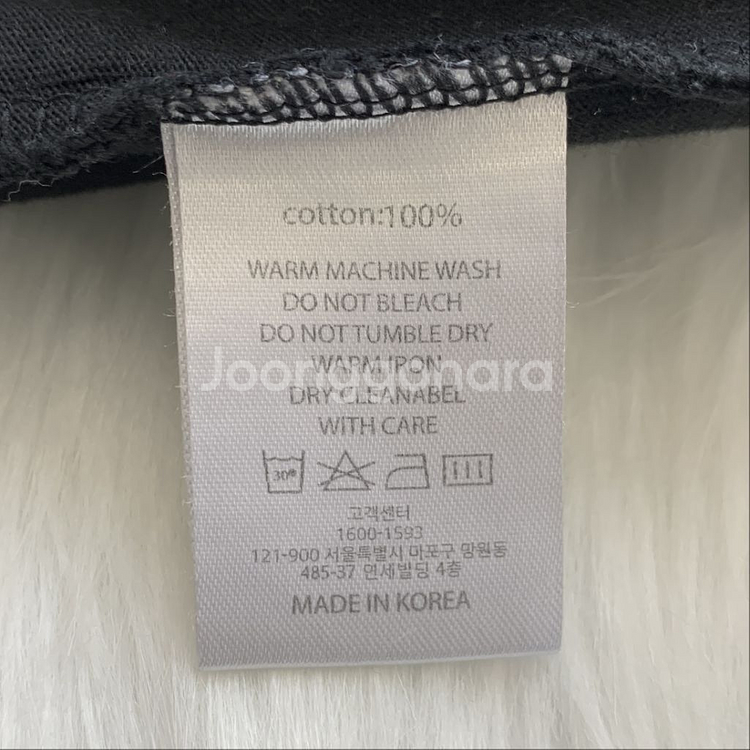 cotton:100%
WARM MACHINE WASH
DO NOT BLEACH
DO NOT TUMBLE DRY
WARM IRON
Joonggonara
DRY CLEANABEL
WITH CARE
30°
고객센터
1600-1593
121-900 서울특별시 마포구 망원동
485-37 연세빌딩 4층
MADE IN KOREA